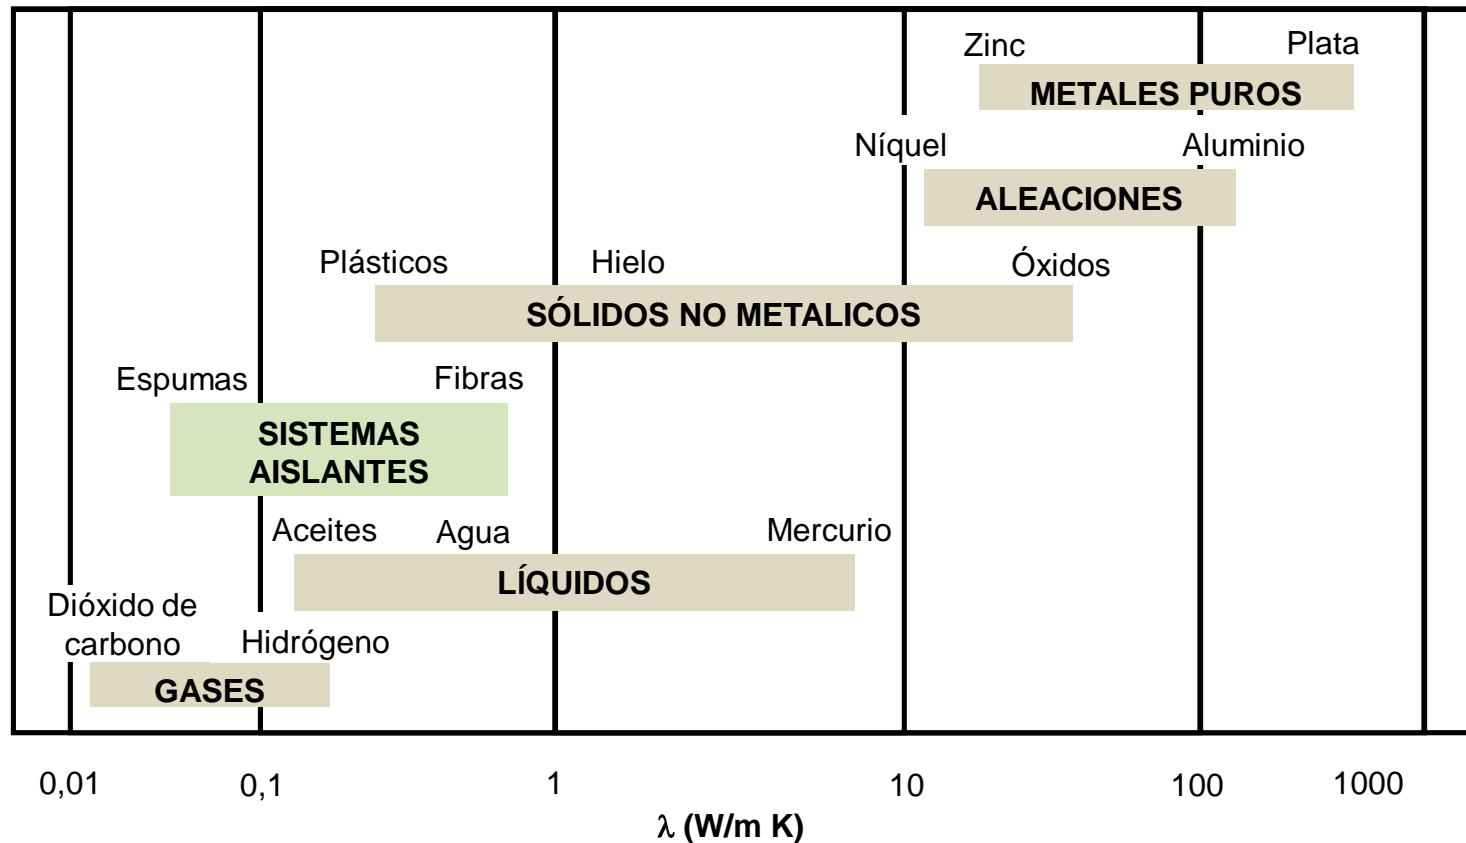 Zinc Plata
METALES PUROS
Níquel Aluminio
ALEACIONES
Plásticos Hielo Óxidos
SÓLIDOS NO METALICOS
Espumas Fibras
SISTEMAS
AISLANTES
Aceites Agua Mercurio
LÍQUIDOS
Dióxido de
carbono Hidrógeno
GASES
0,01 0,1 1 10 100 1000
λ (W/m K)